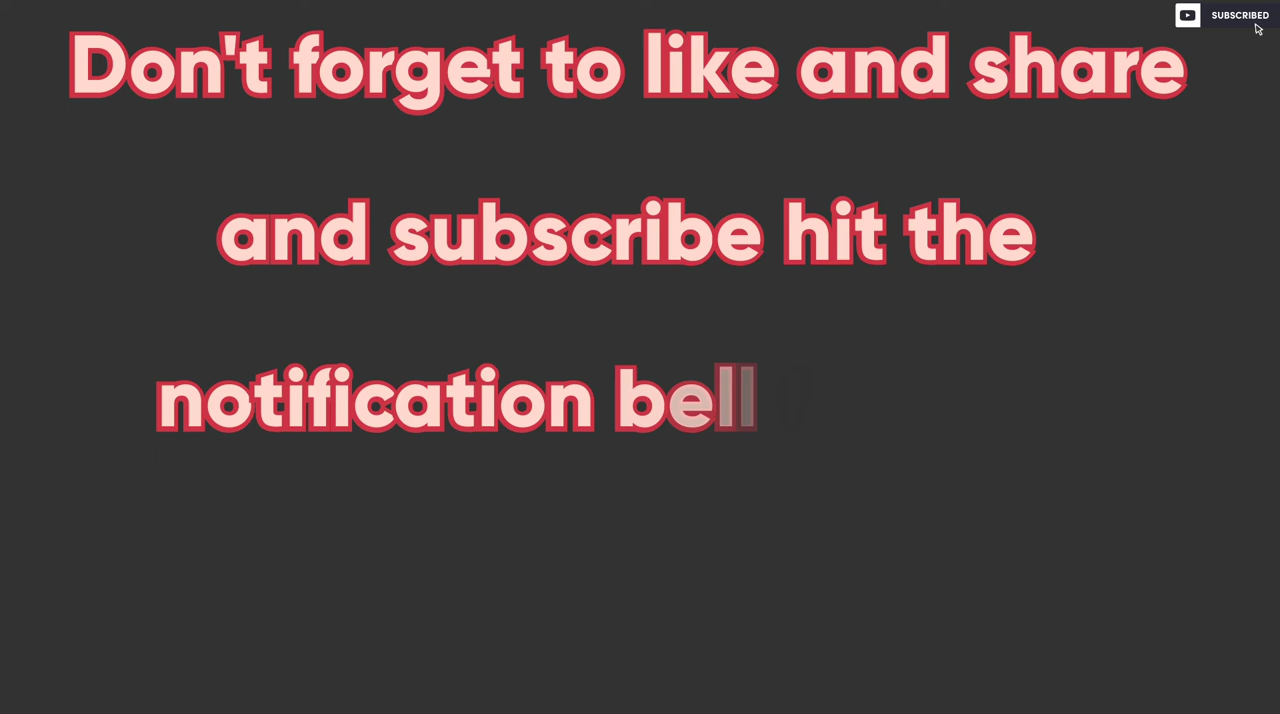 SUBSCRIBED
Don't forget to like and share
and subscribe hit the
notification bell